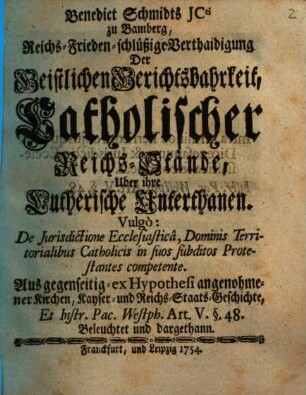 2
Benedict Schmidts JCti
zu Bamberg,
Reichs-Frieden-schlüßige Verthaidigung
Der
Geistlichen Gerichtsbahrkeit,
Catholischer
Reichs-Stände,
Uber ihre
Lutherische Unterthanen.
Vulgò:
De Jurisdictione Ecclesiasticâ, Dominis Terri-
torialibus Catholicis in suos subditos Prote-
stantes competente.
Aus gegenseitig-ex Hypothesi angenohme-
ner Kirchen, Kayser- und Reichs-Staats-Geschichte,
Et Instr. Pac. Westph. Art. V. §. 48.
Beleuchtet und dargethann.
Franckfurt, und Leipzig 1754.